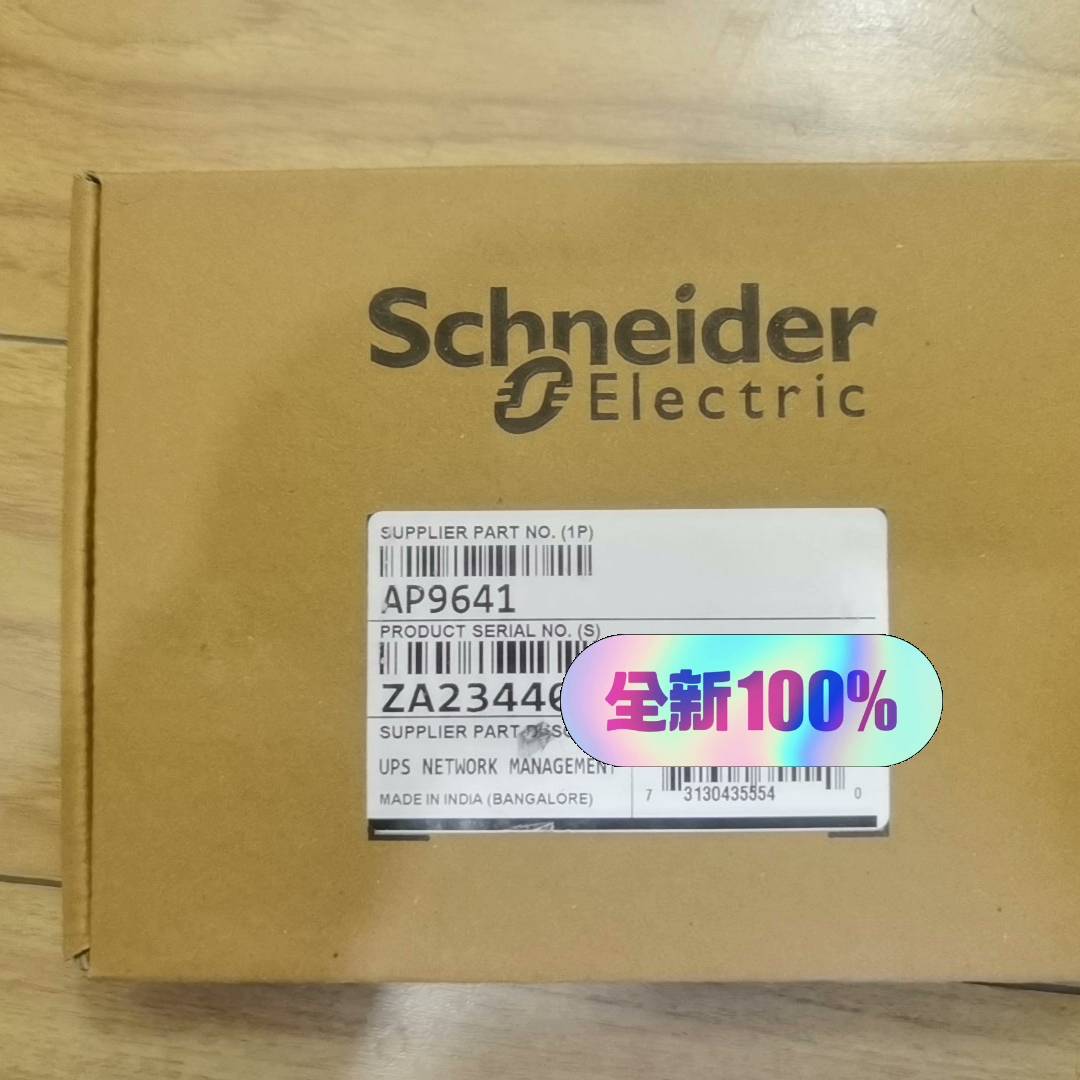 Schneider
Electric
SUPPLIER PART NO. (1P)
AP9641
PRODUCT SERIAL NO. (S)
ZA23440
全新100%
SUPPLIER PART
UPS NETWORK MANAGEMENT
MADE IN INDIA (BANGALORE)
7 3130435554 0